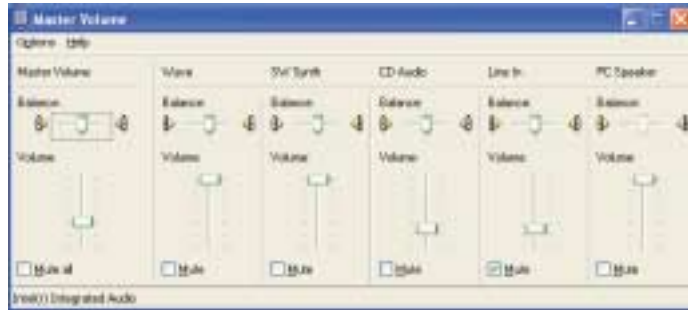 Master Volume
Options Help
Master Volume Wave SW Synth CD Audio Line In PC Speaker
Balance Balance Balance Balance Balance Balance
Volume Volume Volume Volume Volume Volume
Mute all Mute Mute Mute Mute Mute
Intel(r) Integrated Audio